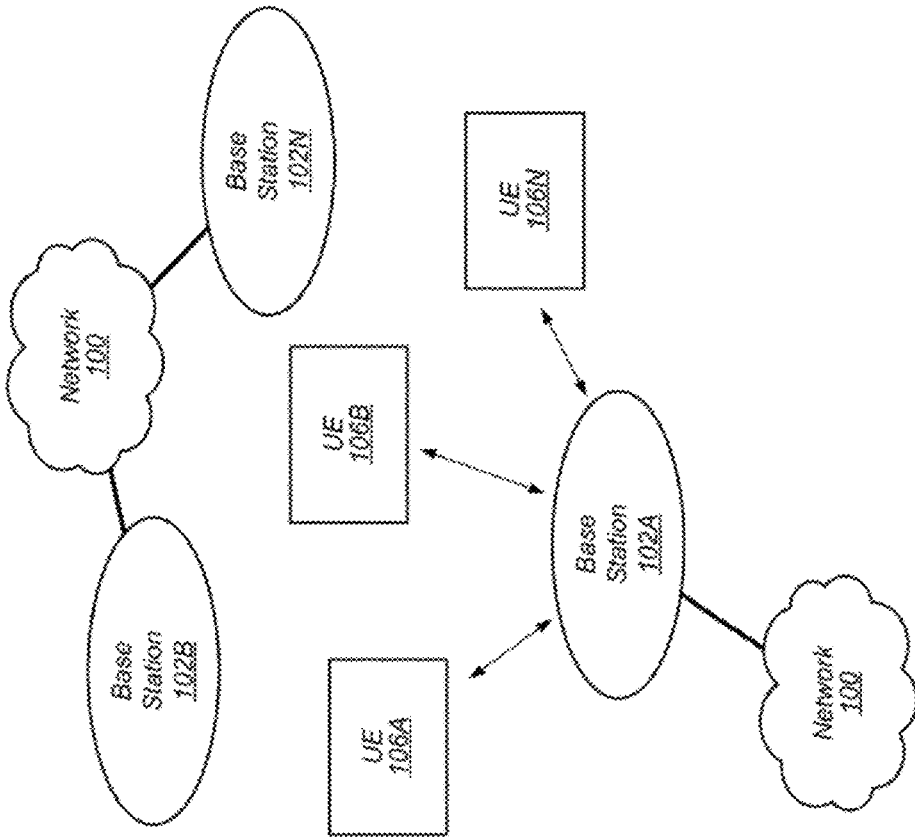 Network
100
Base
Station
102B
Base
Station
102N
UE
106A
UE
106B
UE
106N
Base
Station
102A
Network
100